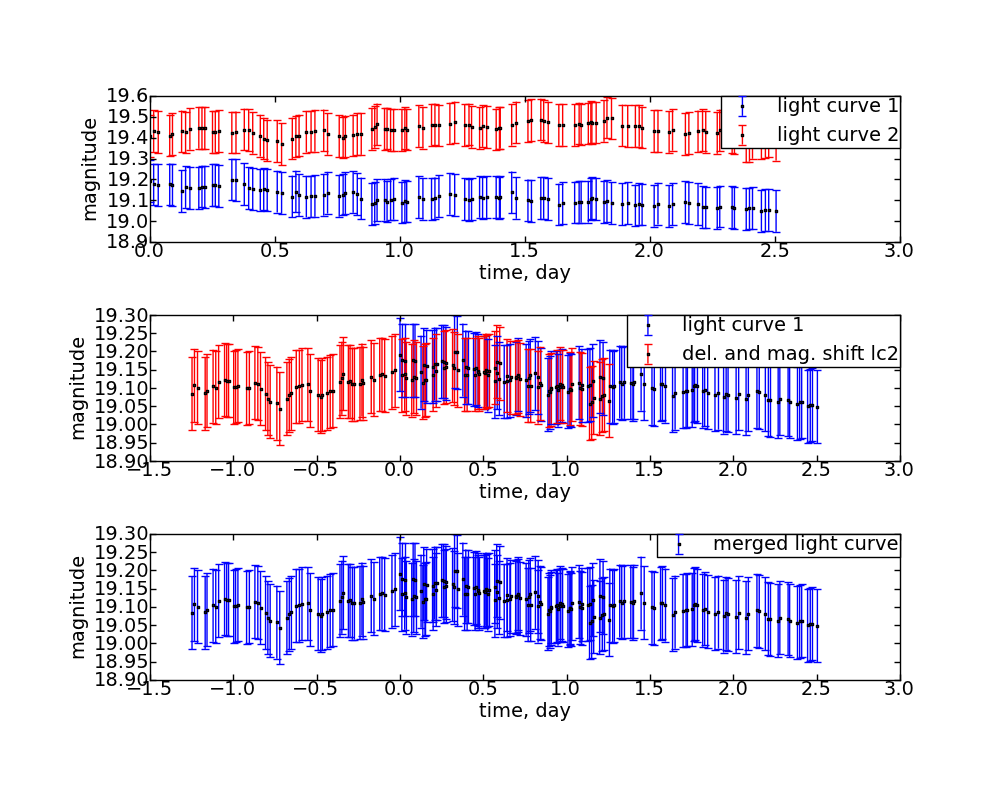 19.6
19.5
19.4
19.3
19.2
19.1
19.0
18.9
magnitude
light curve 1
light curve 2
0.0 0.5 1.0 1.5 2.0 2.5 3.0
time, day
19.30
19.25
19.20
19.15
19.10
19.05
19.00
18.95
18.90
magnitude
light curve 1
del. and mag. shift lc2
−1.5 −1.0 −0.5 0.0 0.5 1.0 1.5 2.0 2.5 3.0
time, day
19.30
19.25
19.20
19.15
19.10
19.05
19.00
18.95
18.90
magnitude
merged light curve
−1.5 −1.0 −0.5 0.0 0.5 1.0 1.5 2.0 2.5 3.0
time, day